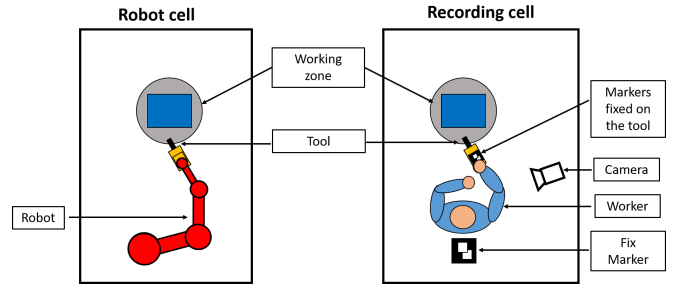 Robot cell
Recording cell
Working
zone
Markers
fixed on
the tool
Tool
Camera
Robot
Worker
Fix
Marker